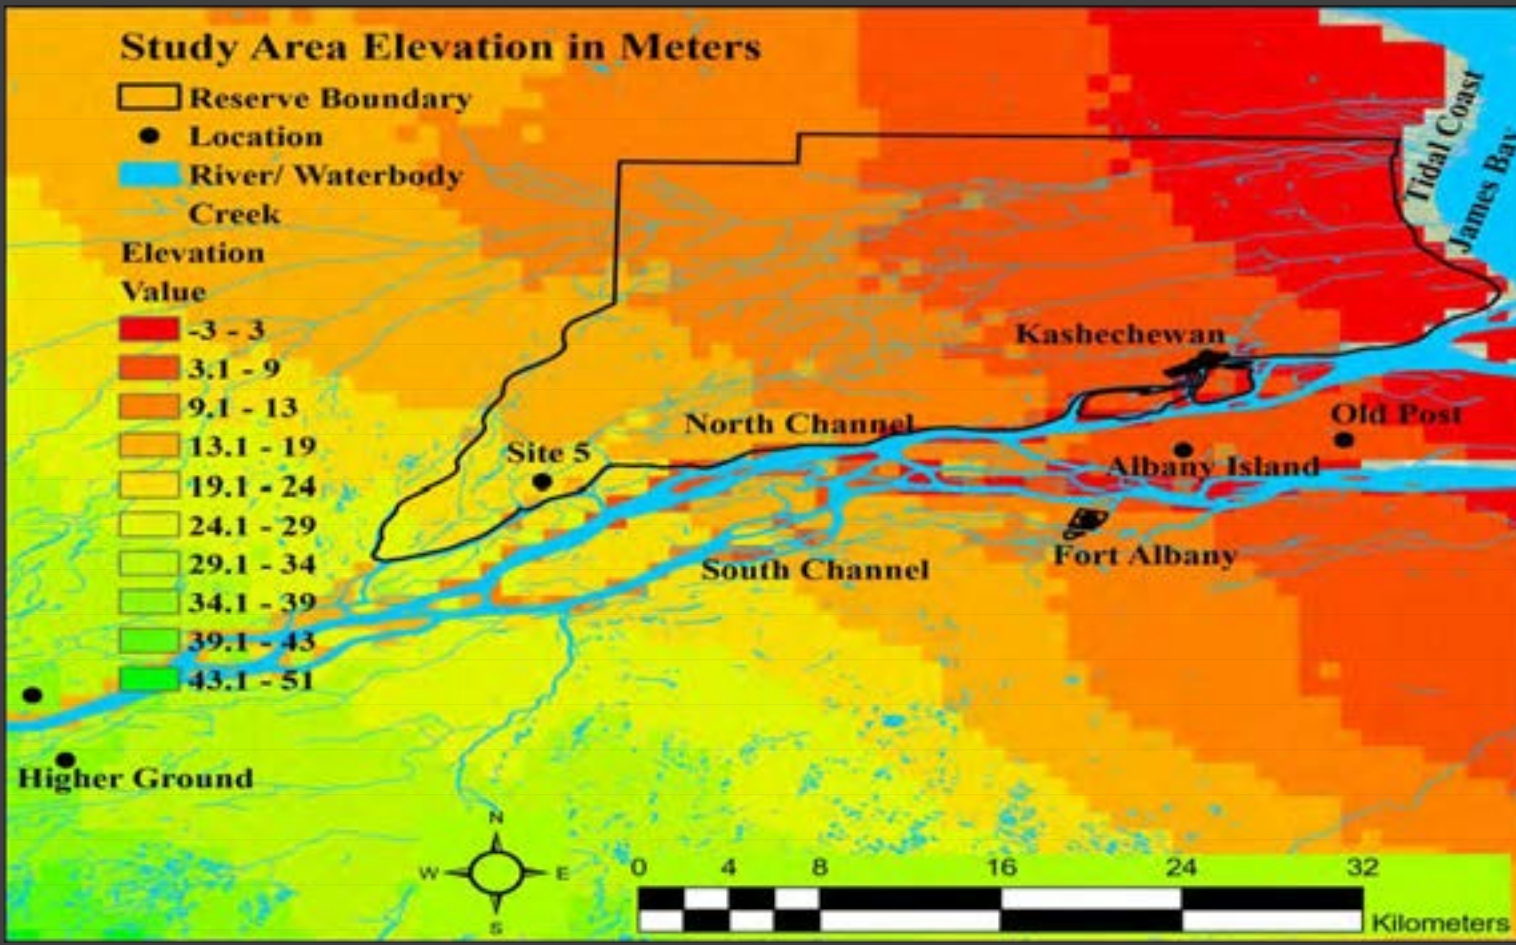 Study Area Elevation in Meters
Reserve Boundary
Location
River/ Waterbody
Creek
Elevation
Value
-3 - 3
3.1 - 9
9.1 - 13
13.1 - 19
19.1 - 24
24.1 - 29
29.1 - 34
34.1 - 39
39.1 - 43
43.1 - 51
Tidal Coast
James Bay
Kashechewan
North Channel
Old Post
Site 5
Albany Island
Fort Albany
South Channel
Higher Ground
N
W E
S
0 4 8 16 24 32
Kilometers